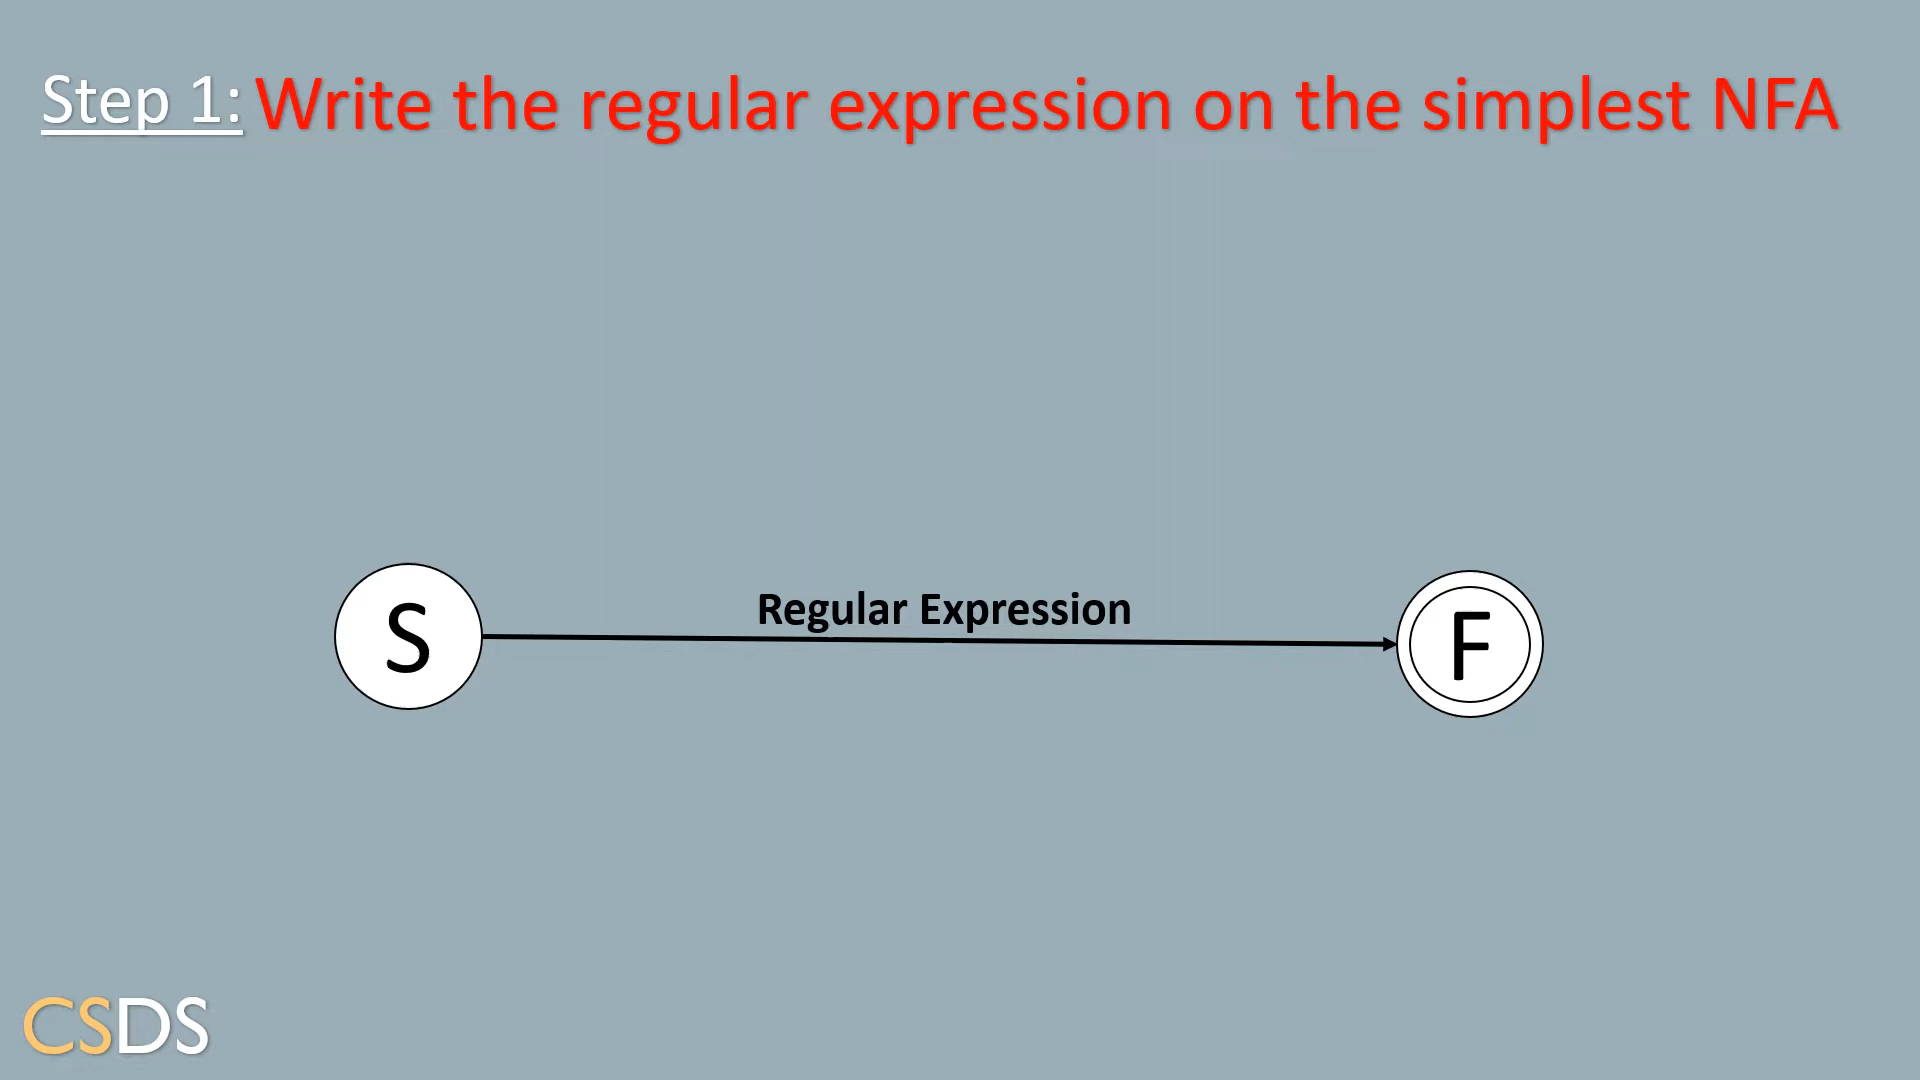 Step 1: Write the regular expression on the simplest NFA
Regular Expression
S
F
CSDS